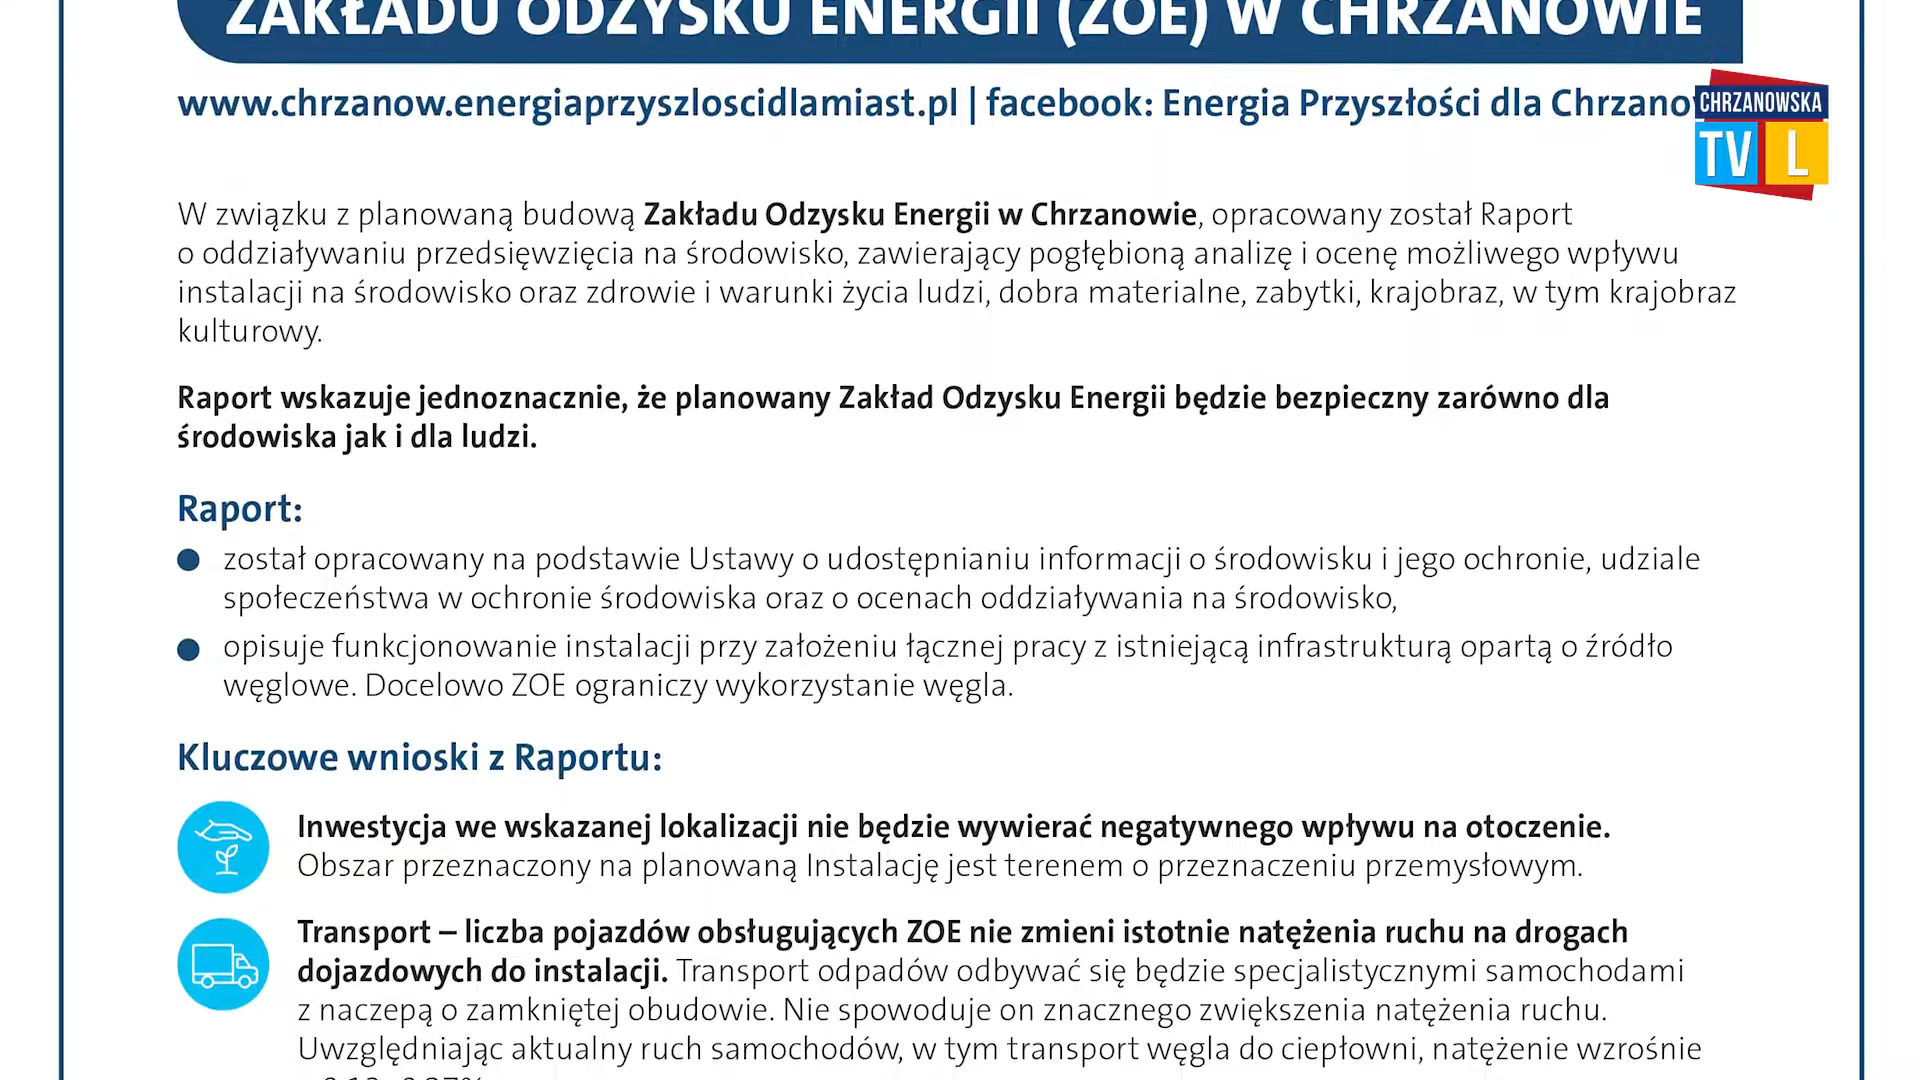 ZAKŁADU ODZYSKU ENERGII (ZOE) W CHRZANOWIE
www.chrzanow.energiaprzyszloscidlamiast.pl | facebook: Energia Przyszłości dla Chrzano
CHRZANOWSKA
TV L
W związku z planowaną budową Zakładu Odzysku Energii w Chrzanowie, opracowany został Raport
o oddziaływaniu przedsięwzięcia na środowisko, zawierający pogłębioną analizę i ocenę możliwego wpływu
instalacji na środowisko oraz zdrowie i warunki życia ludzi, dobra materialne, zabytki, krajobraz, w tym krajobraz
kulturowy.
Raport wskazuje jednoznacznie, że planowany Zakład Odzysku Energii będzie bezpieczny zarówno dla
środowiska jak i dla ludzi.
Raport:
został opracowany na podstawie Ustawy o udostępnianiu informacji o środowisku i jego ochronie, udziale
społeczeństwa w ochronie środowiska oraz o ocenach oddziaływania na środowisko,
opisuje funkcjonowanie instalacji przy założeniu łącznej pracy z istniejącą infrastrukturą opartą o źródło
węglowe. Docelowo ZOE ograniczy wykorzystanie węgla.
Kluczowe wnioski z Raportu:
Inwestycja we wskazanej lokalizacji nie będzie wywierać negatywnego wpływu na otoczenie.
Obszar przeznaczony na planowaną Instalację jest terenem o przeznaczeniu przemysłowym.
Transport – liczba pojazdów obsługujących ZOE nie zmieni istotnie natężenia ruchu na drogach
dojazdowych do instalacji. Transport odpadów odbywać się będzie specjalistycznymi samochodami
z naczepą o zamkniętej obudowie. Nie spowoduje on znacznego zwiększenia natężenia ruchu.
Uwzględniając aktualny ruch samochodów, w tym transport węgla do ciepłowni, natężenie wzrośnie